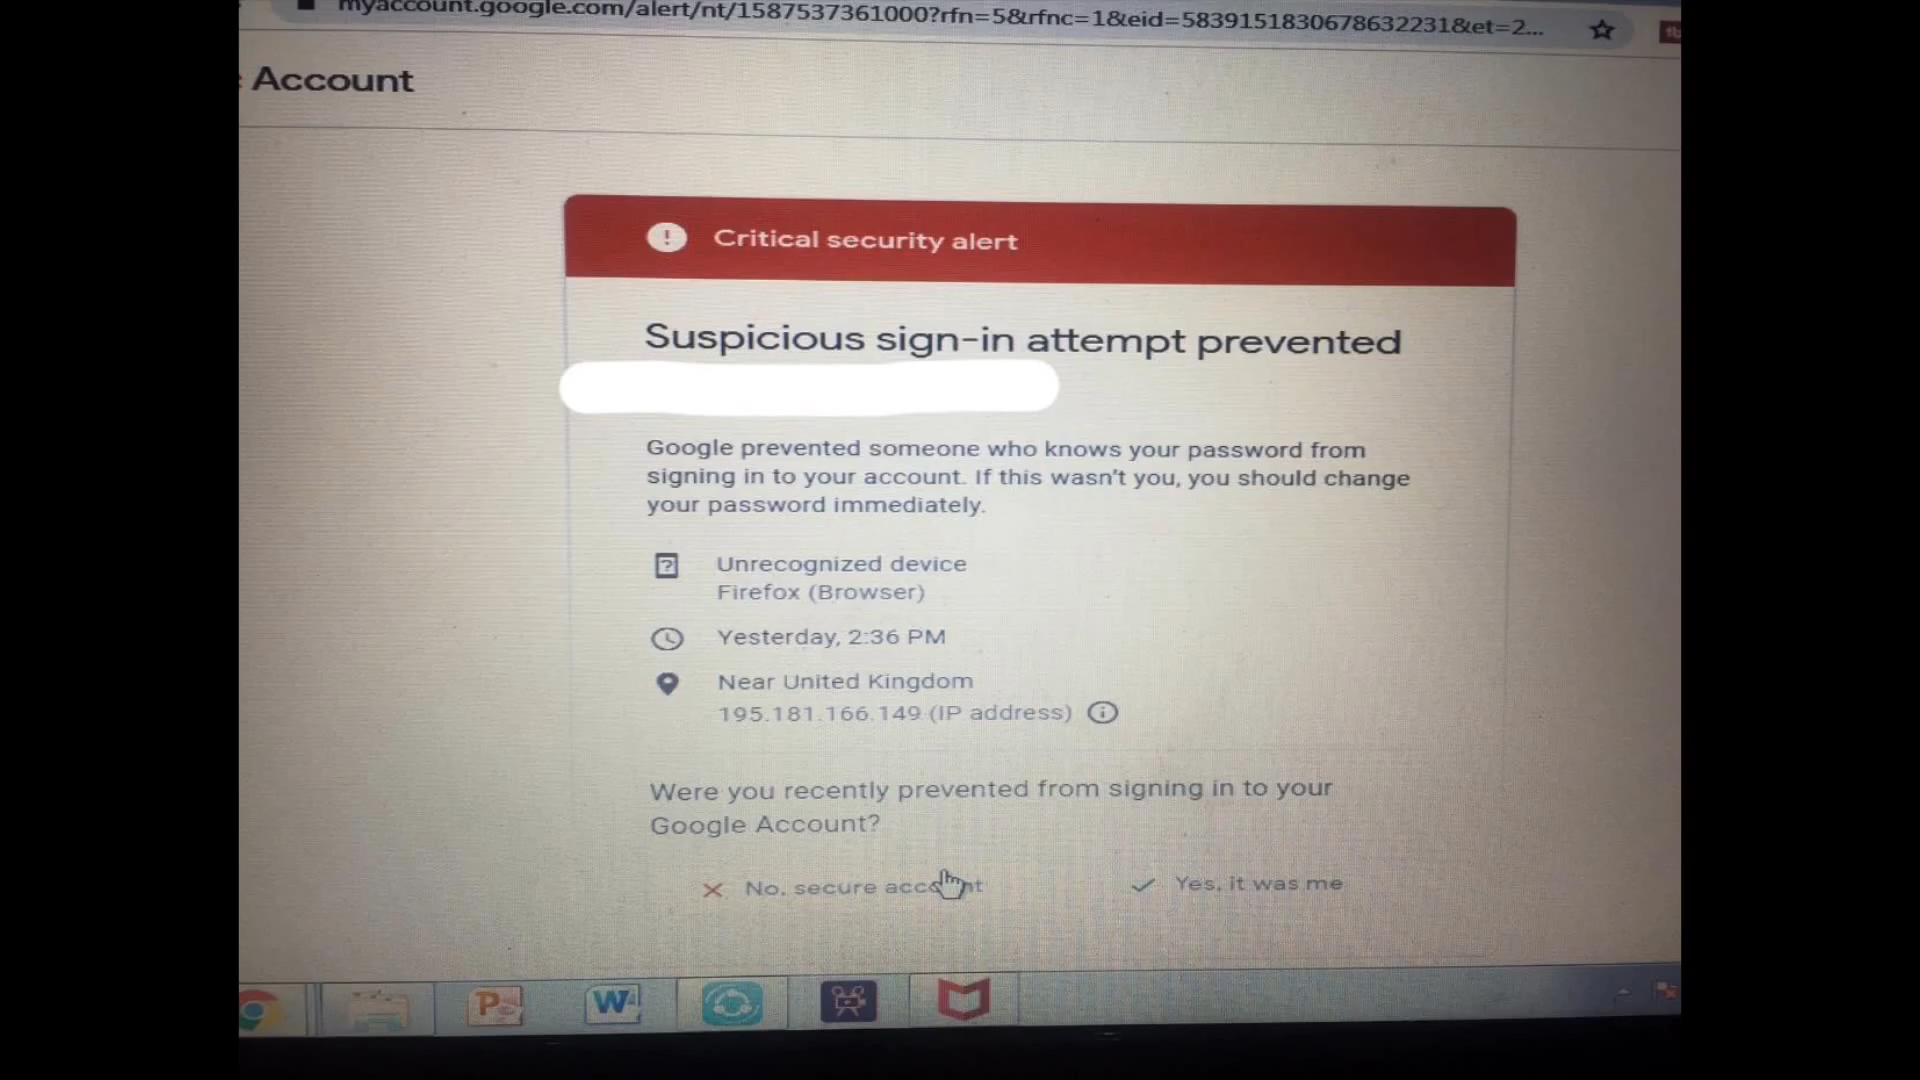 myaccount.google.com/alert/nt/1587537361000?rfn=5&rfnc=1&eid=5839151830678632231&et=2...
Account
Critical security alert
Suspicious sign-in attempt prevented
Google prevented someone who knows your password from
signing in to your account. If this wasn't you, you should change
your password immediately.
Unrecognized device
Firefox (Browser)
Yesterday, 2:36 PM
Near United Kingdom
195.181.166.149 (IP address)
Were you recently prevented from signing in to your
Google Account?
No, secure account
Yes, it was me